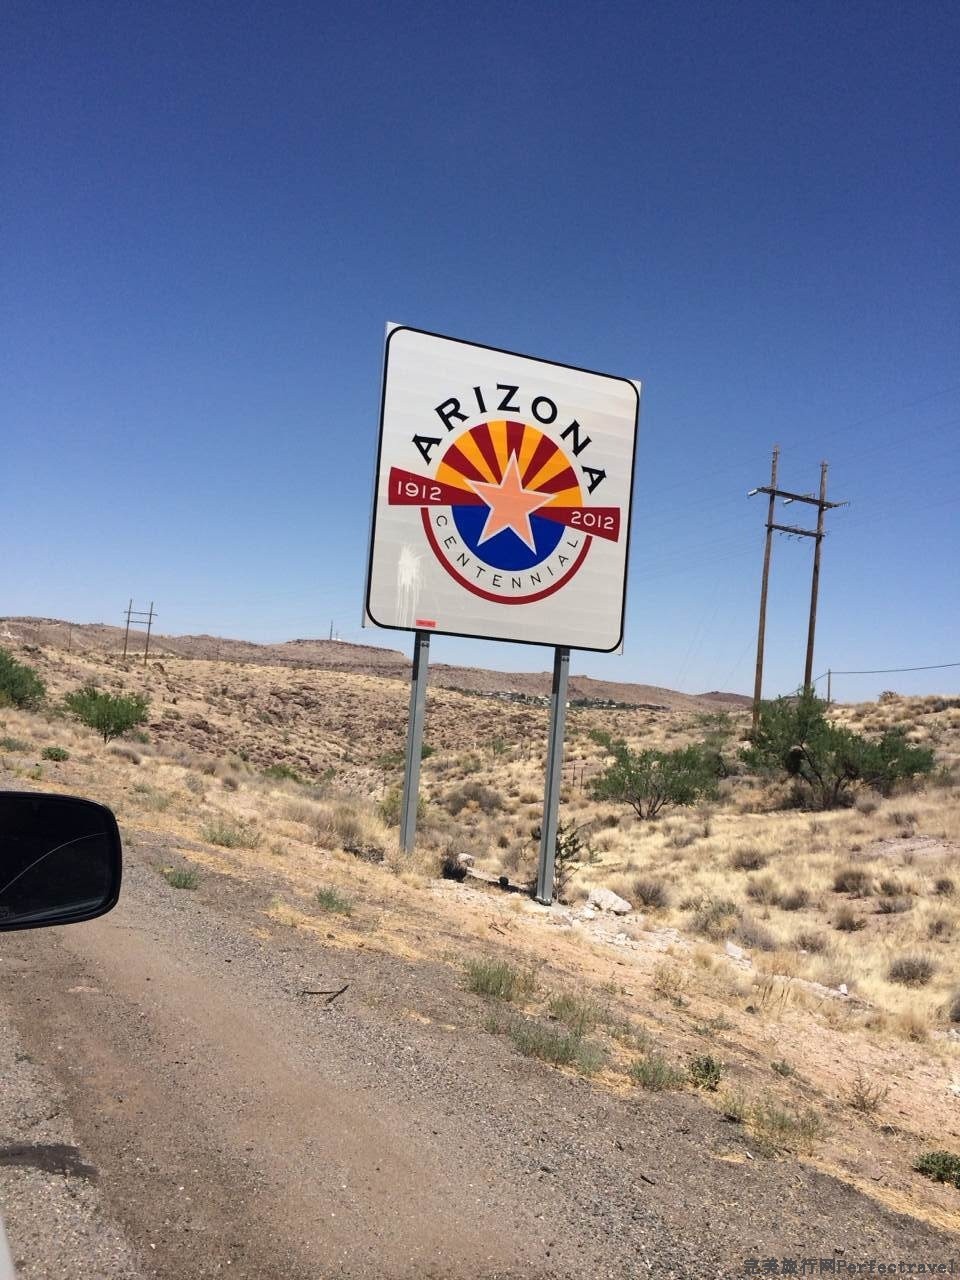 ARIZONA
1912
2012
CENTENNIAL
完美旅行网Perfectravel